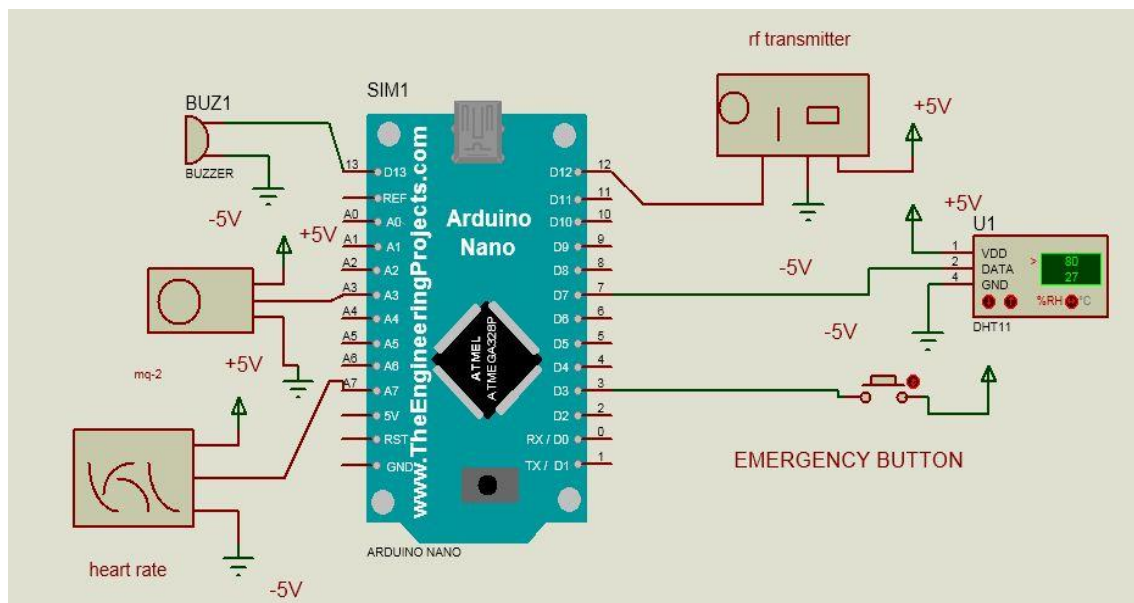 rf transmitter
SIM1
BUZ1
BUZZER
+5V
-5V
+5V
mq-2
+5V
heart rate
-5V
13
A0
A1
A2
A3
A4
A5
A6
A7
D13
REF
A0
A1
A2
A3
A4
A5
A6
A7
5V
RST
GND
www.TheEngineeringProjects.com
Arduino
Nano
ATMEL
ATMEGA328P
D12
D11
D10
D9
D8
D7
D6
D5
D4
D3
D2
RX / D0
TX / D1
12
11
10
9
8
7
6
5
4
3
2
0
1
ARDUINO NANO
+5V
U1
-5V
1 VDD
2 DATA
4 GND
>
80
27
%RH °C
DHT11
-5V
EMERGENCY BUTTON